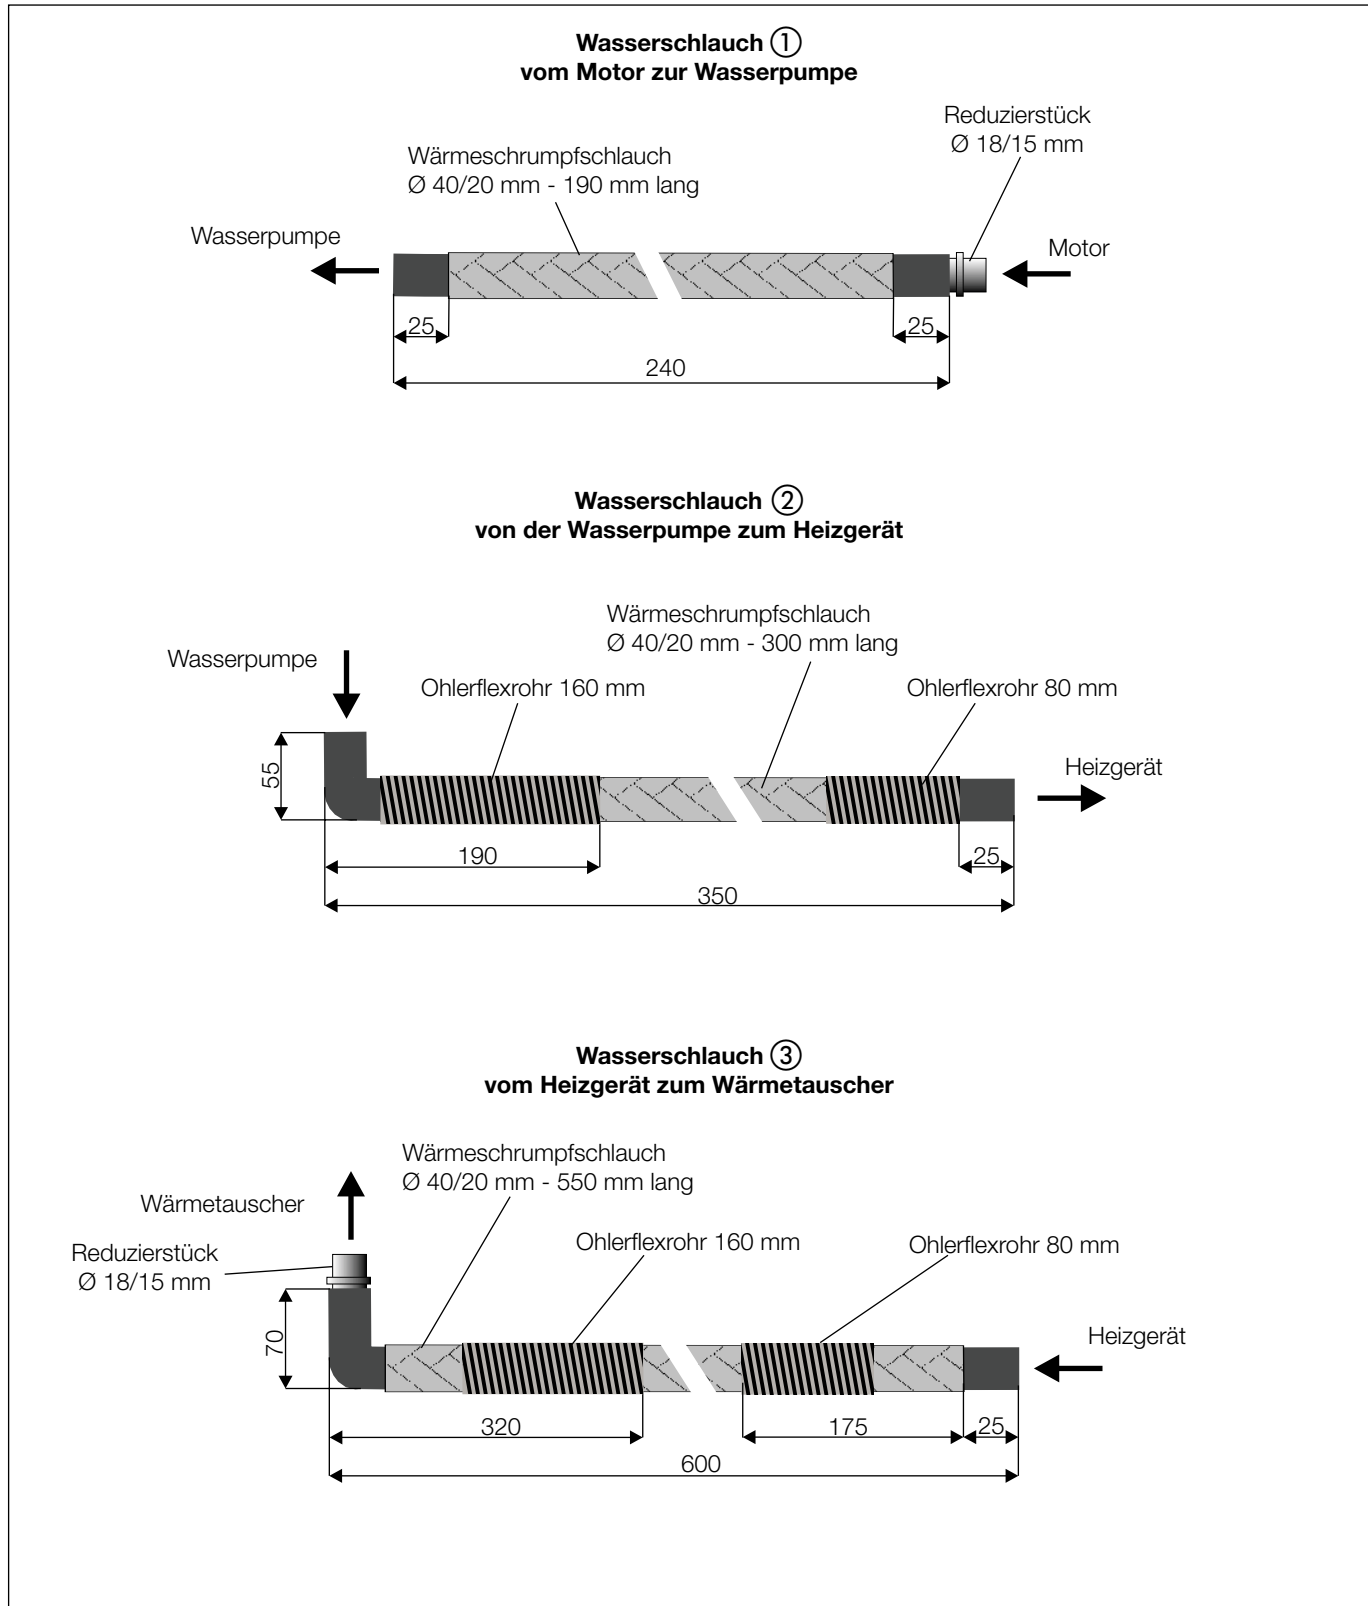 Wasserschlauch ①
vom Motor zur Wasserpumpe
Reduzierstück
Ø 18/15 mm
Wärmeschrumpfschlauch
Ø 40/20 mm - 190 mm lang
Wasserpumpe
Motor
25
25
240
Wasserschlauch ②
von der Wasserpumpe zum Heizgerät
Wärmeschrumpfschlauch
Ø 40/20 mm - 300 mm lang
Wasserpumpe
Ohlerflexrohr 160 mm
Ohlerflexrohr 80 mm
55
Heizgerät
190
25
350
Wasserschlauch ③
vom Heizgerät zum Wärmetauscher
Wärmeschrumpfschlauch
Ø 40/20 mm - 550 mm lang
Wärmetauscher
Reduzierstück
Ø 18/15 mm
Ohlerflexrohr 160 mm
Ohlerflexrohr 80 mm
70
Heizgerät
320
175
25
600